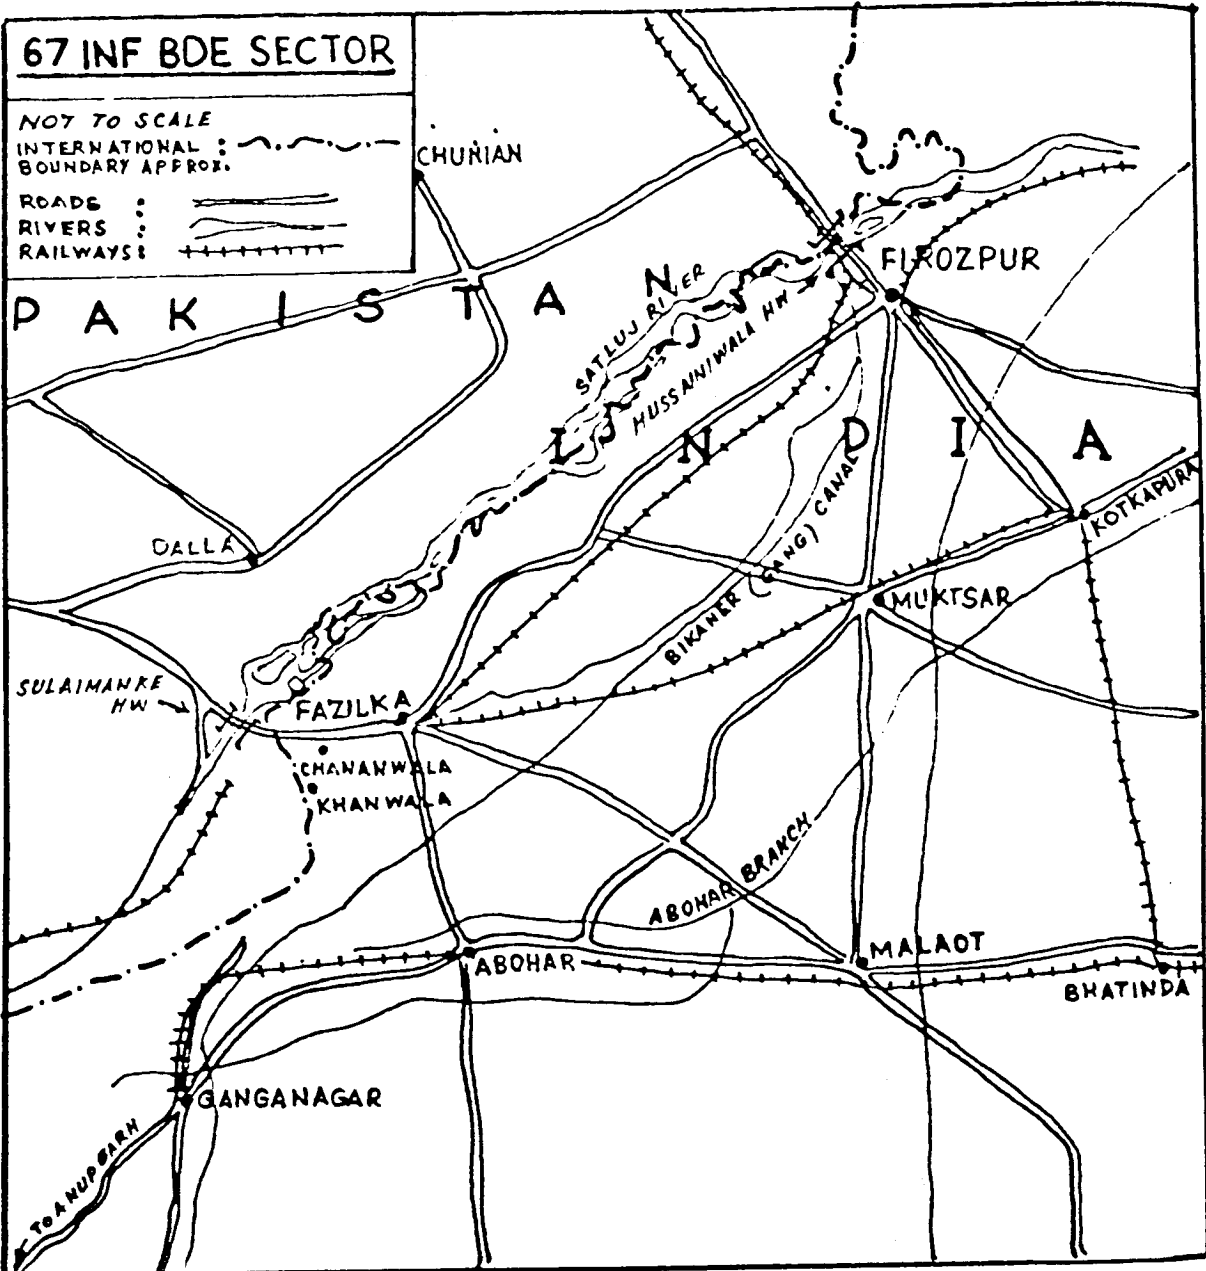 67 INF BDE SECTOR
NOT TO SCALE
INTERNATIONAL :
BOUNDARY APPROX.
ROADS :
RIVERS :
RAILWAYS :
CHUNIAN
FIROZPUR
PAKISTAN
SATLUJ RIVER
HUSSAINIWALA HW
INDIA
KOTKAPURA
DALLA
BIKANER (GANG) CANAL
MUKTSAR
SULAIMANKE
HW
FAZILKA
CHANANWALA
KHANWALA
ABOHAR BRANCH
ABOHAR
MALAOT
BHATINDA
GANGANAGAR
TO ANUPGARH